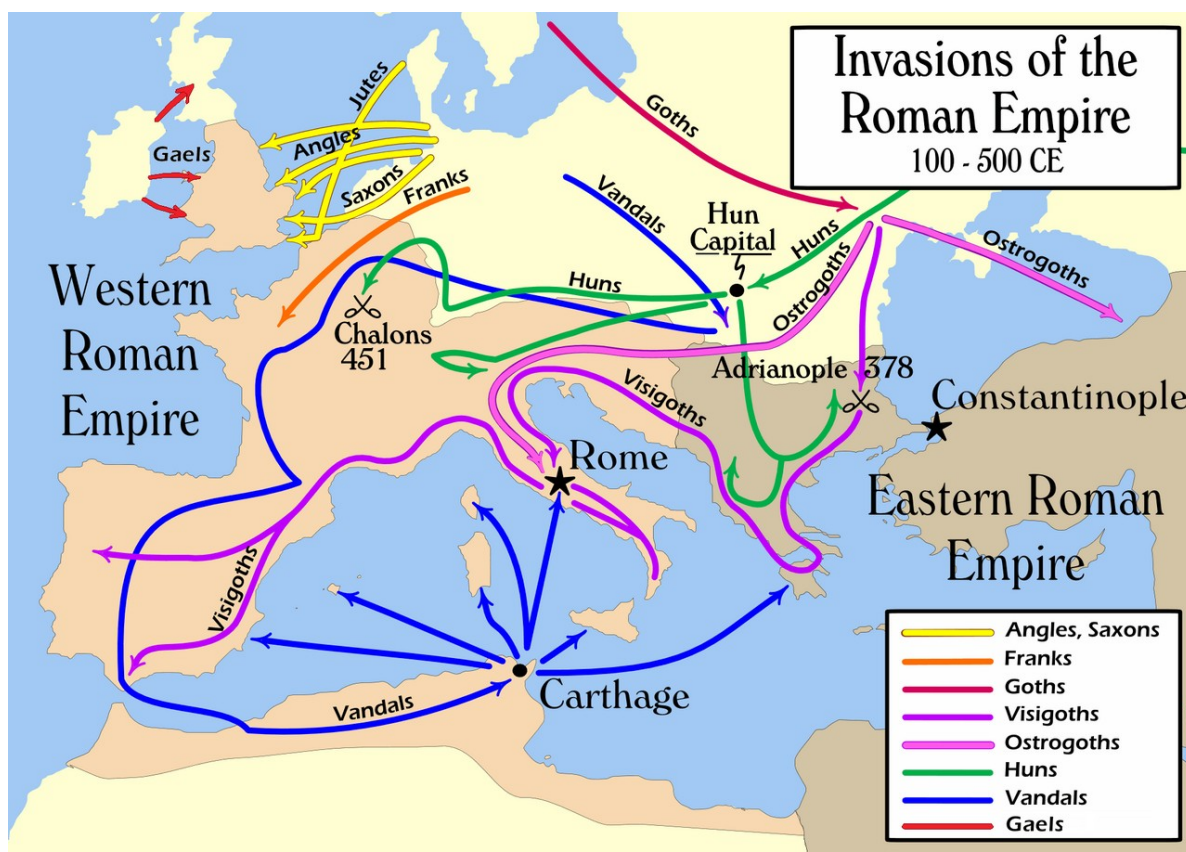 Invasions of the
Roman Empire
100 - 500 CE
Jutes
Angles
Saxons
Gaels
Franks
Goths
Vandals
Hun
Capital
Huns
Ostrogoths
Ostrogoths
Huns
Western
Roman
Empire
Chalons
451
Adrianople 378
Constantinople
Visigoths
Rome
Eastern Roman
Empire
Visigoths
Carthage
Vandals
Angles, Saxons
Franks
Goths
Visigoths
Ostrogoths
Huns
Vandals
Gaels